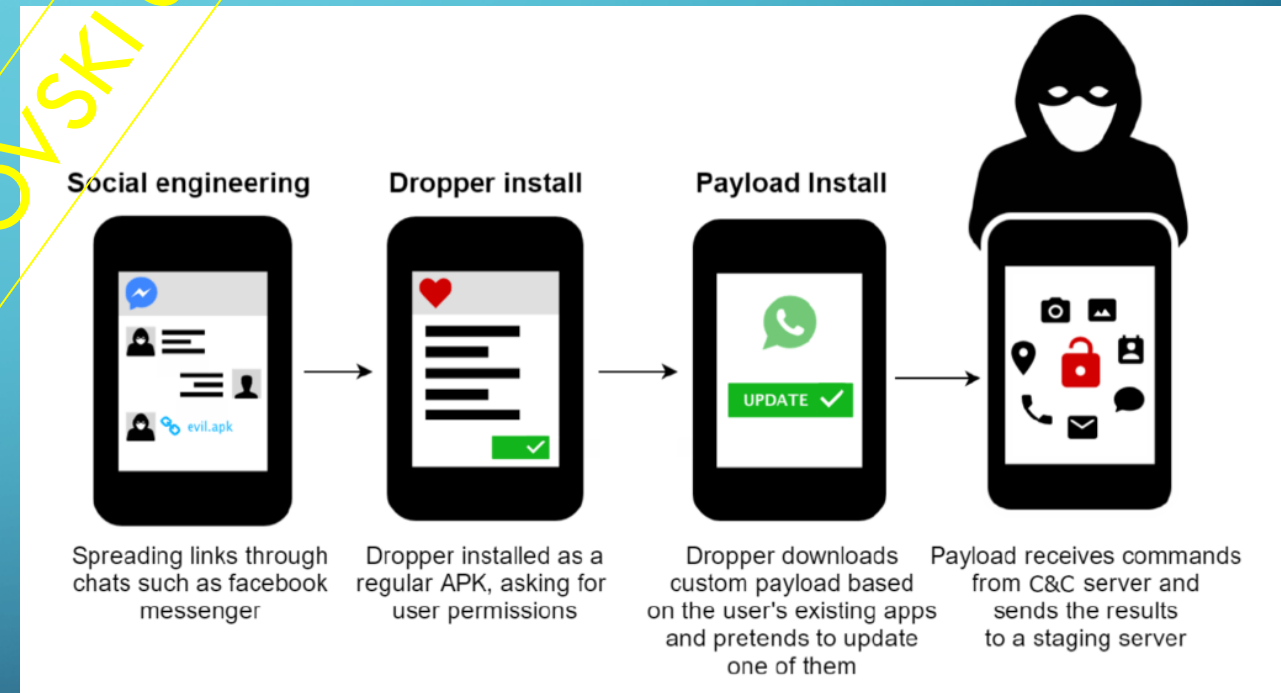 OVSKI
Social engineering
Dropper install
Payload Install
evil.apk
UPDATE
Spreading links through
chats such as facebook
messenger
Dropper installed as a
regular APK, asking for
user permissions
Dropper downloads
custom payload based
on the user's existing apps
and pretends to update
one of them
Payload receives commands
from C&C server and
sends the results
to a staging server